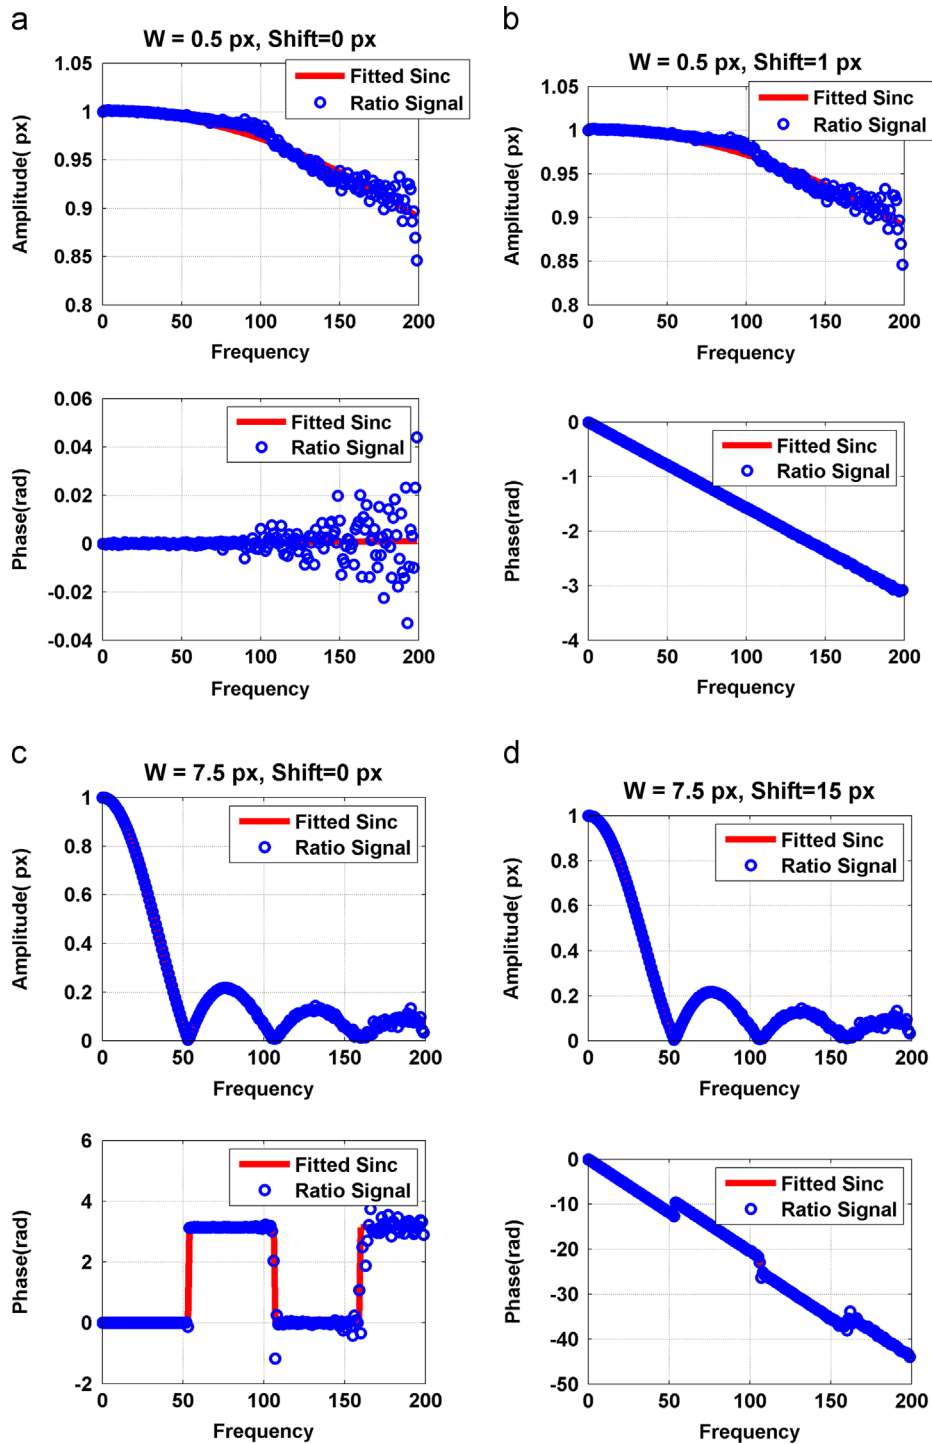 a
W = 0.5 px, Shift=0 px
1.05
1
0.95
0.9
0.85
0.8
Amplitude( px)
Fitted Sinc
Ratio Signal
0 50 100 150 200
Frequency
0.06
0.04
0.02
0
-0.02
-0.04
Phase(rad)
Fitted Sinc
Ratio Signal
0 50 100 150 200
Frequency
b
W = 0.5 px, Shift=1 px
1.05
1
0.95
0.9
0.85
0.8
Amplitude( px)
Fitted Sinc
Ratio Signal
0 50 100 150 200
Frequency
0
-1
-2
-3
-4
Phase(rad)
Fitted Sinc
Ratio Signal
0 50 100 150 200
Frequency
c
W = 7.5 px, Shift=0 px
1
0.8
0.6
0.4
0.2
0
Amplitude( px)
Fitted Sinc
Ratio Signal
0 50 100 150 200
Frequency
6
4
2
0
-2
Phase(rad)
Fitted Sinc
Ratio Signal
0 50 100 150 200
Frequency
d
W = 7.5 px, Shift=15 px
1
0.8
0.6
0.4
0.2
0
Amplitude( px)
Fitted Sinc
Ratio Signal
0 50 100 150 200
Frequency
0
-10
-20
-30
-40
-50
Phase(rad)
Fitted Sinc
Ratio Signal
0 50 100 150 200
Frequency